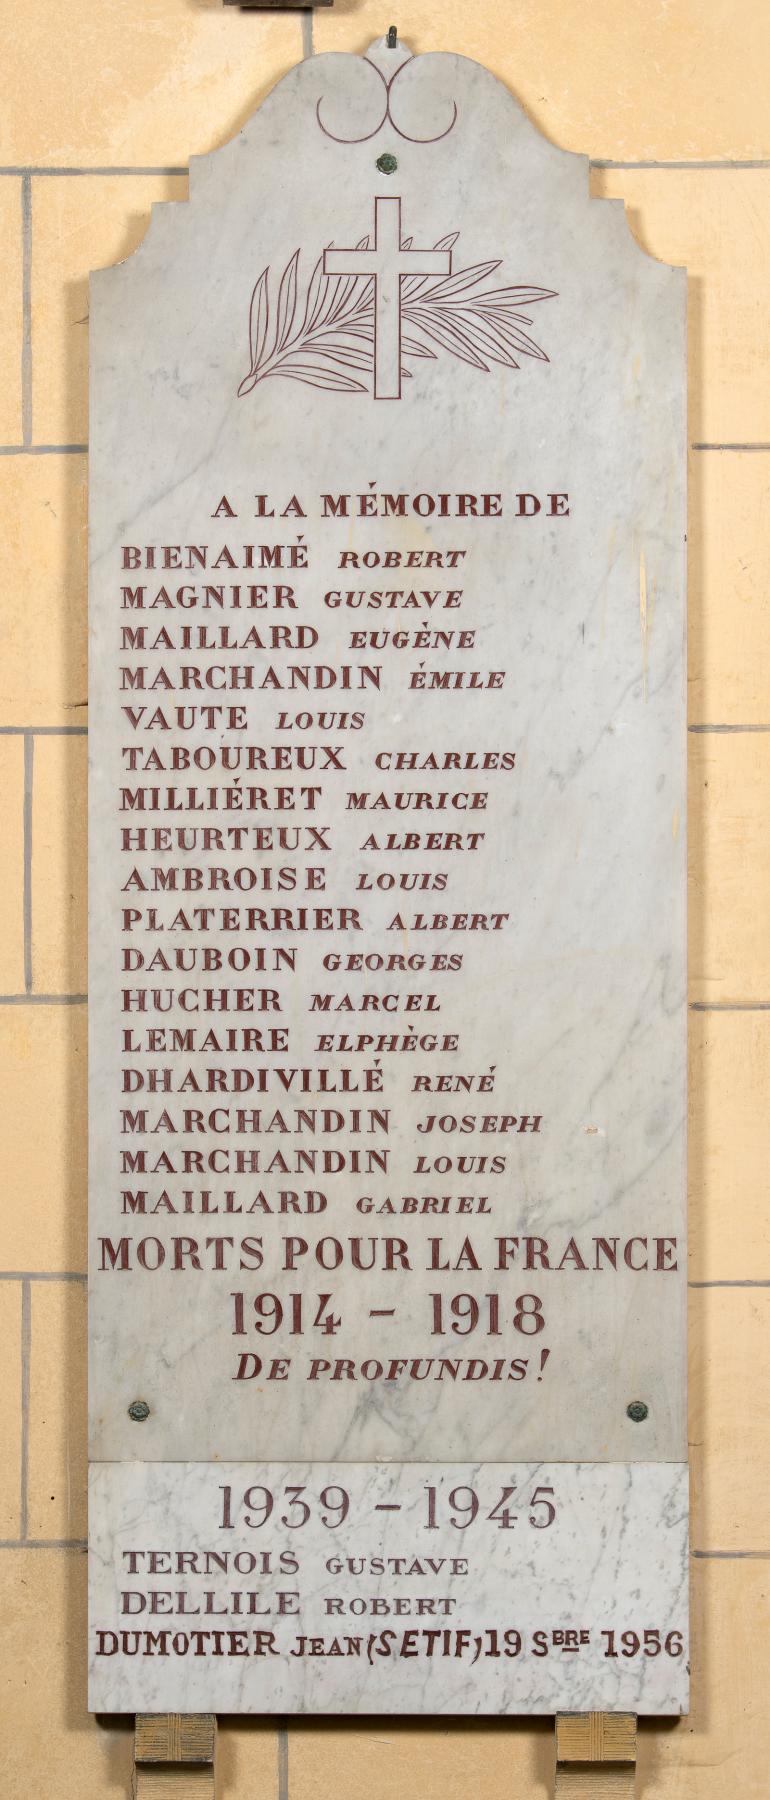 A LA MÉMOIRE DE
BIENAIMÉ ROBERT
MAGNIER GUSTAVE
MAILLARD EUGÈNE
MARCHANDIN ÉMILE
VAUTE LOUIS
TABOUREUX CHARLES
MILLIÉRET MAURICE
HEURTEUX ALBERT
AMBROISE LOUIS
PLATERRIER ALBERT
DAUBOIN GEORGES
HUCHER MARCEL
LEMAIRE ELPHÈGE
DHARDIVILLÉ RENÉ
MARCHANDIN JOSEPH
MARCHANDIN LOUIS
MAILLARD GABRIEL
MORTS POUR LA FRANCE
1914 - 1918
DE PROFUNDIS!
1939 - 1945
TERNOIS GUSTAVE
DELLILE ROBERT
DUMOTIER JEAN (SETIF) 19 SBRE 1956